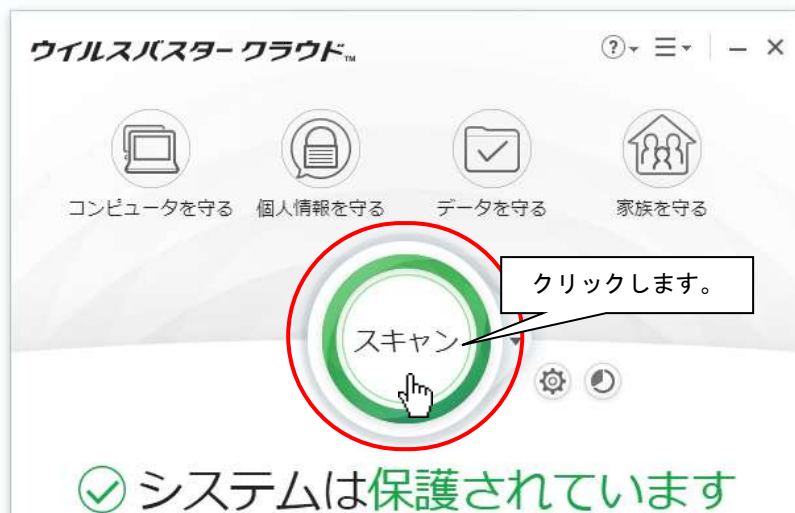 ウイルスバスター クラウド™
コンピュータを守る
個人情報を守る
データを守る
家族を守る
クリックします。
スキャン
システムは保護されています